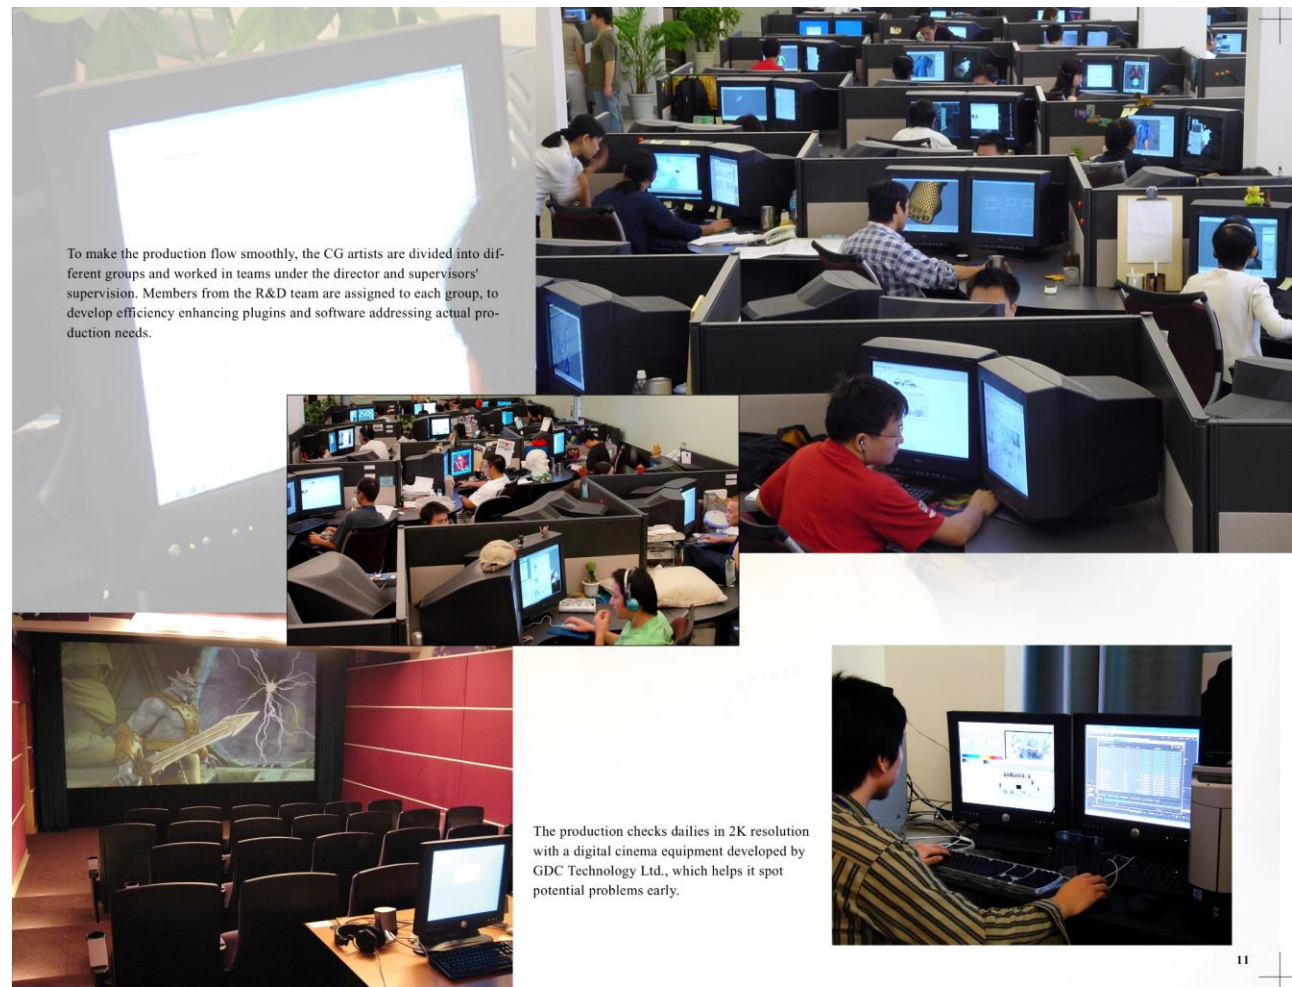 To make the production flow smoothly, the CG artists are divided into dif-
ferent groups and worked in teams under the director and supervisors'
supervision. Members from the R&D team are assigned to each group, to
develop efficiency enhancing plugins and software addressing actual pro-
duction needs.
The production checks dailies in 2K resolution
with a digital cinema equipment developed by
GDC Technology Ltd., which helps it spot
potential problems early.
11